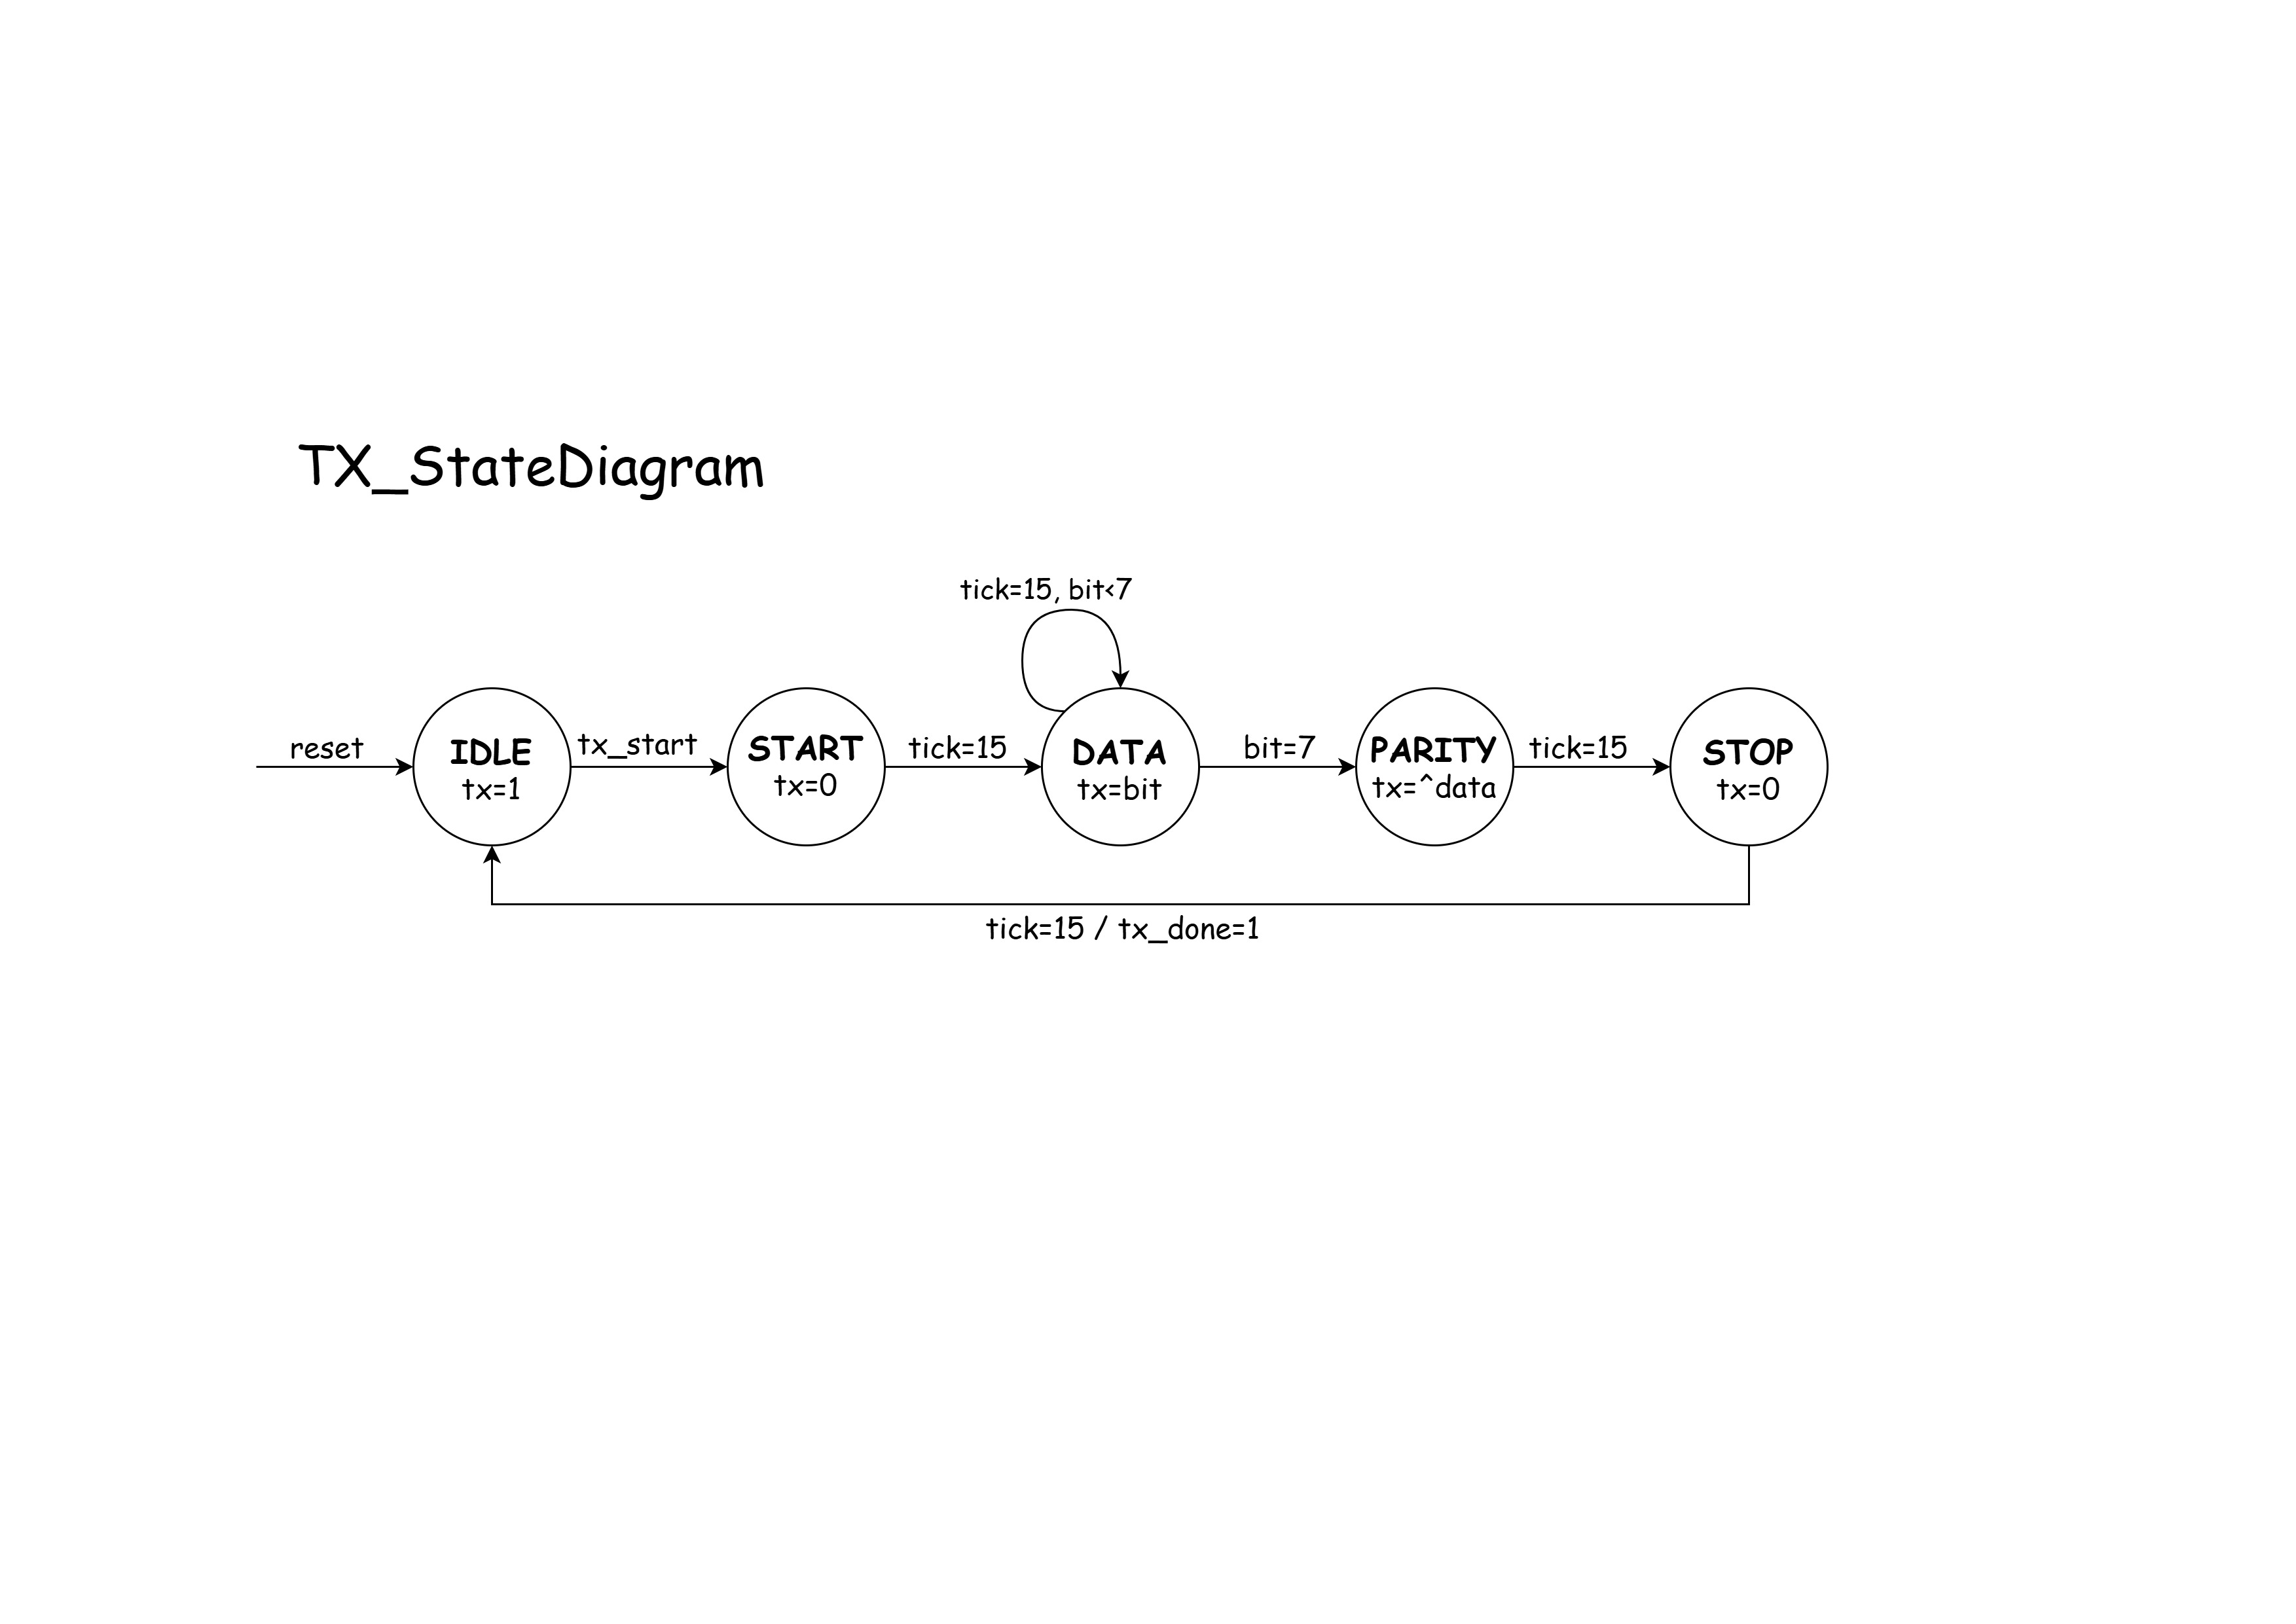 TX_StateDiagram
tick=15, bit<7
reset
IDLE
tx=1
tx_start
START
tx=0
tick=15
DATA
tx=bit
bit=7
PARITY
tx=^data
tick=15
STOP
tx=0
tick=15 / tx_done=1